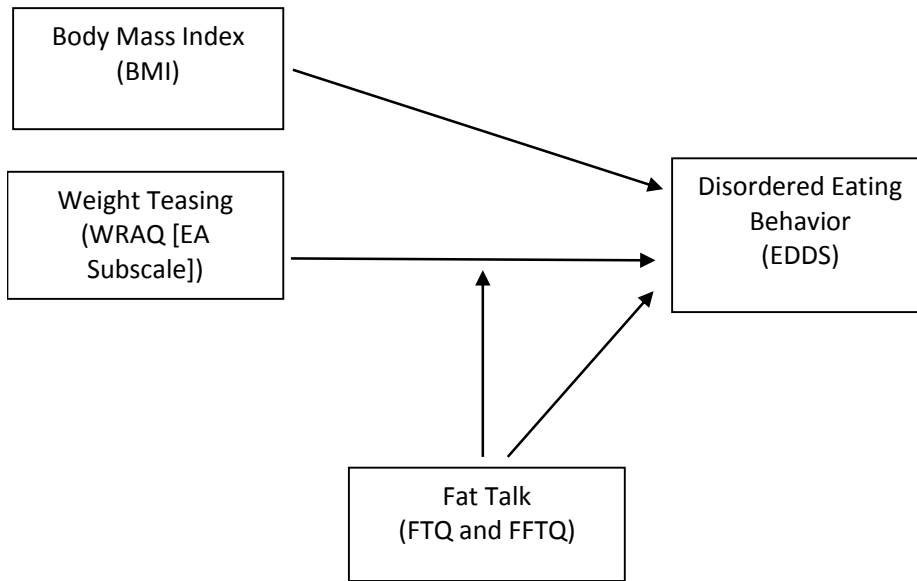 Body Mass Index
(BMI)
Weight Teasing
(WRAQ [EA
Subscale])
Disordered Eating
Behavior
(EDDS)
Fat Talk
(FTQ and FFTQ)